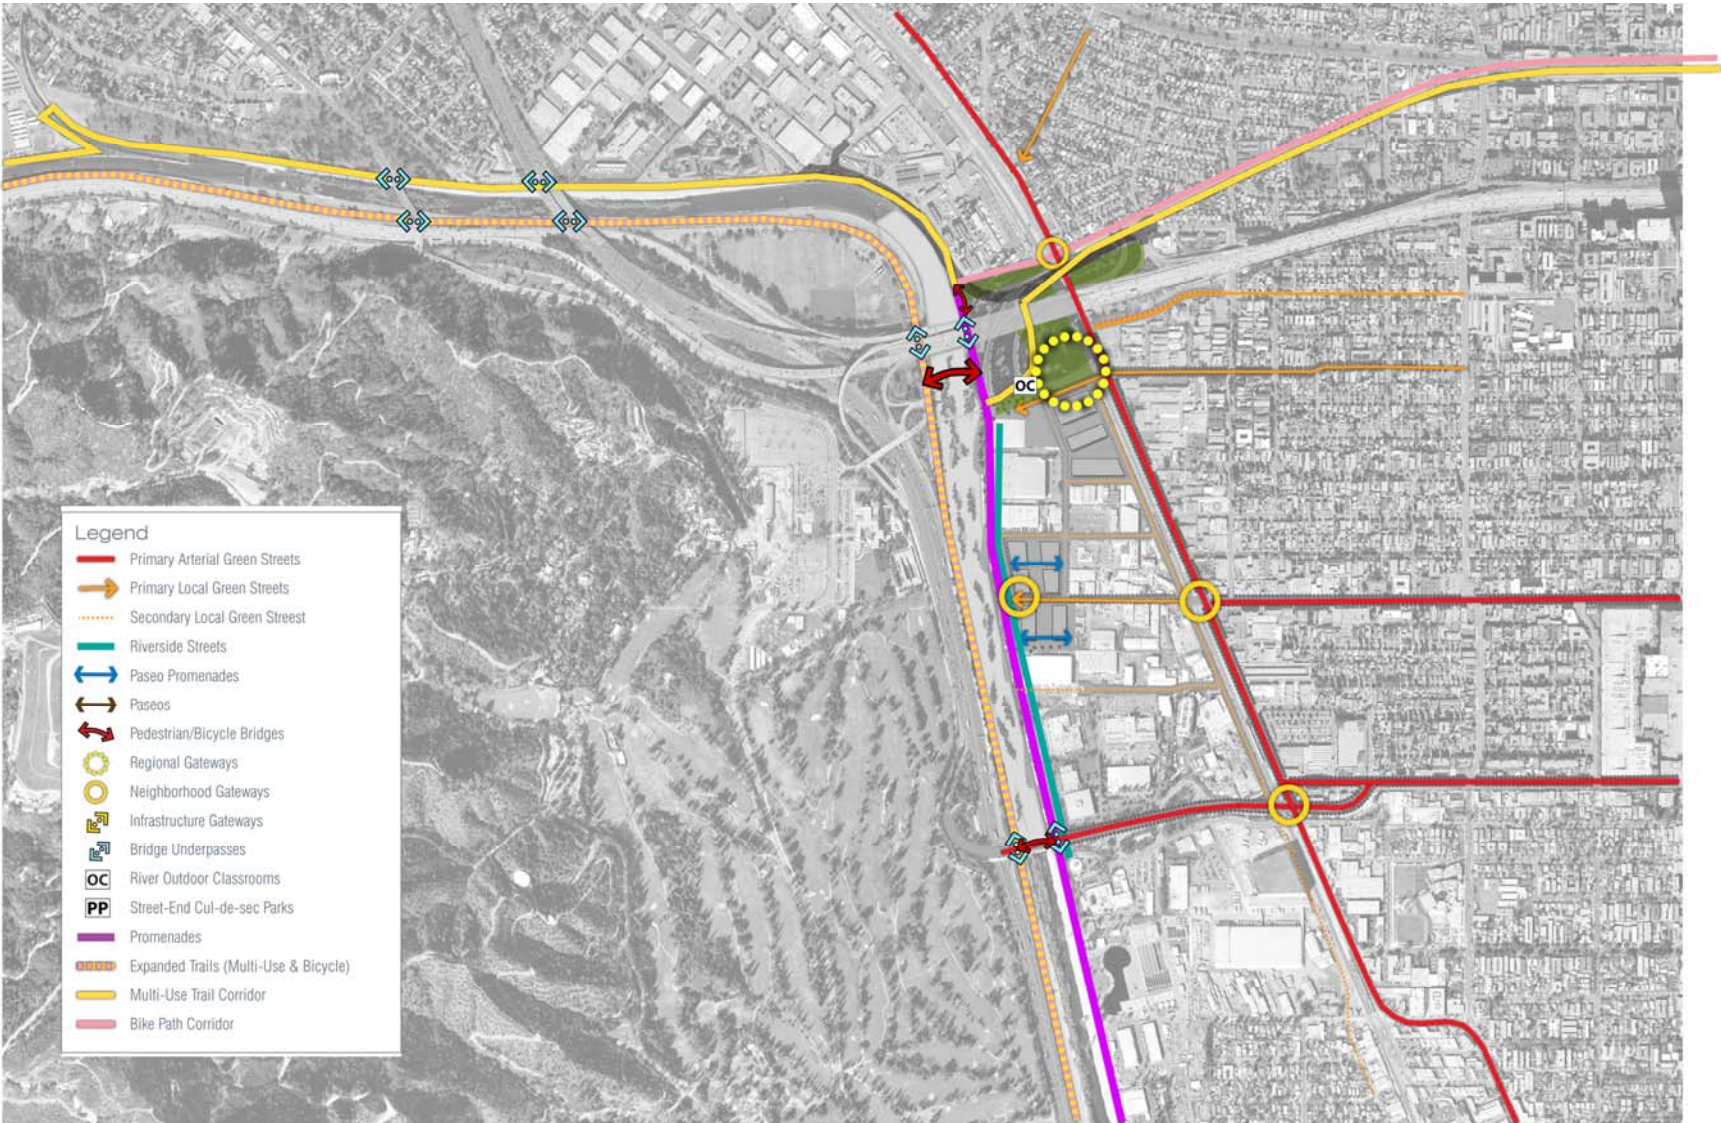 OC
Legend
Primary Arterial Green Streets
Primary Local Green Streets
Secondary Local Green Streest
Riverside Streets
Paseo Promenades
Paseos
Pedestrian/Bicycle Bridges
Regional Gateways
Neighborhood Gateways
Infrastructure Gateways
Bridge Underpasses
OC River Outdoor Classrooms
PP Street-End Cul-de-sec Parks
Promenades
Expanded Trails (Multi-Use & Bicycle)
Multi-Use Trail Corridor
Bike Path Corridor